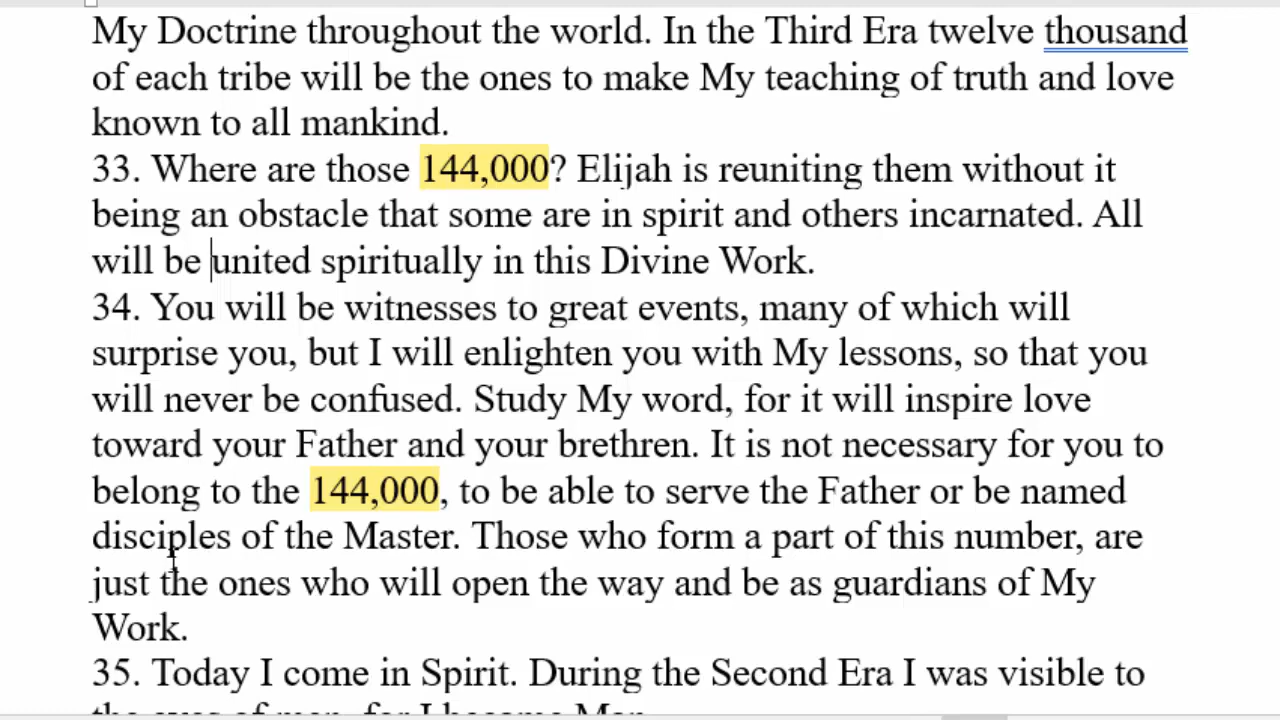 My Doctrine throughout the world. In the Third Era twelve thousand
of each tribe will be the ones to make My teaching of truth and love
known to all mankind.
33. Where are those 144,000? Elijah is reuniting them without it
being an obstacle that some are in spirit and others incarnated. All
will be united spiritually in this Divine Work.
34. You will be witnesses to great events, many of which will
surprise you, but I will enlighten you with My lessons, so that you
will never be confused. Study My word, for it will inspire love
toward your Father and your brethren. It is not necessary for you to
belong to the 144,000, to be able to serve the Father or be named
disciples of the Master. Those who form a part of this number, are
just the ones who will open the way and be as guardians of My
Work.
35. Today I come in Spirit. During the Second Era I was visible to
the eyes of men, for I became Man